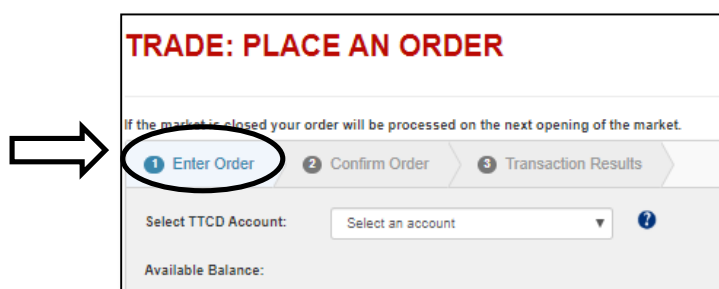 TRADE: PLACE AN ORDER
If the market is closed your order will be processed on the next opening of the market.
1 Enter Order 2 Confirm Order 3 Transaction Results
Select TTCD Account: Select an account ?
Available Balance: